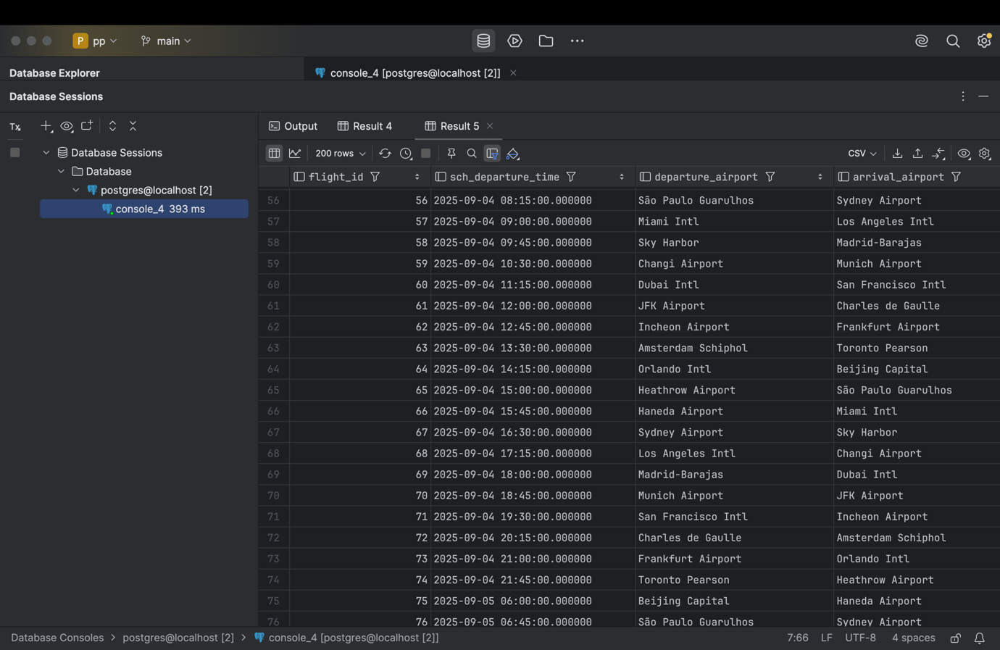 P pp main
Database Explorer
console_4 [postgres@localhost [2]]
Database Sessions
Tx
Output Result 4 Result 5
Database Sessions
Database
postgres@localhost [2]
console_4 393 ms
200 rows CSV
flight_id sch_departure_time departure_airport arrival_airport
56 56 2025-09-04 08:15:00.000000 São Paulo Guarulhos Sydney Airport
57 57 2025-09-04 09:00:00.000000 Miami Intl Los Angeles Intl
58 58 2025-09-04 09:45:00.000000 Sky Harbor Madrid-Barajas
59 59 2025-09-04 10:30:00.000000 Changi Airport Munich Airport
60 60 2025-09-04 11:15:00.000000 Dubai Intl San Francisco Intl
61 61 2025-09-04 12:00:00.000000 JFK Airport Charles de Gaulle
62 62 2025-09-04 12:45:00.000000 Incheon Airport Frankfurt Airport
63 63 2025-09-04 13:30:00.000000 Amsterdam Schiphol Toronto Pearson
64 64 2025-09-04 14:15:00.000000 Orlando Intl Beijing Capital
65 65 2025-09-04 15:00:00.000000 Heathrow Airport São Paulo Guarulhos
66 66 2025-09-04 15:45:00.000000 Haneda Airport Miami Intl
67 67 2025-09-04 16:30:00.000000 Sydney Airport Sky Harbor
68 68 2025-09-04 17:15:00.000000 Los Angeles Intl Changi Airport
69 69 2025-09-04 18:00:00.000000 Madrid-Barajas Dubai Intl
70 70 2025-09-04 18:45:00.000000 Munich Airport JFK Airport
71 71 2025-09-04 19:30:00.000000 San Francisco Intl Incheon Airport
72 72 2025-09-04 20:15:00.000000 Charles de Gaulle Amsterdam Schiphol
73 73 2025-09-04 21:00:00.000000 Frankfurt Airport Orlando Intl
74 74 2025-09-04 21:45:00.000000 Toronto Pearson Heathrow Airport
75 75 2025-09-05 06:00:00.000000 Beijing Capital Haneda Airport
76 76 2025-09-05 06:45:00.000000 São Paulo Guarulhos Sydney Airport
Database Consoles > postgres@localhost [2] > console_4 [postgres@localhost [2]] 7:66 LF UTF-8 4 spaces